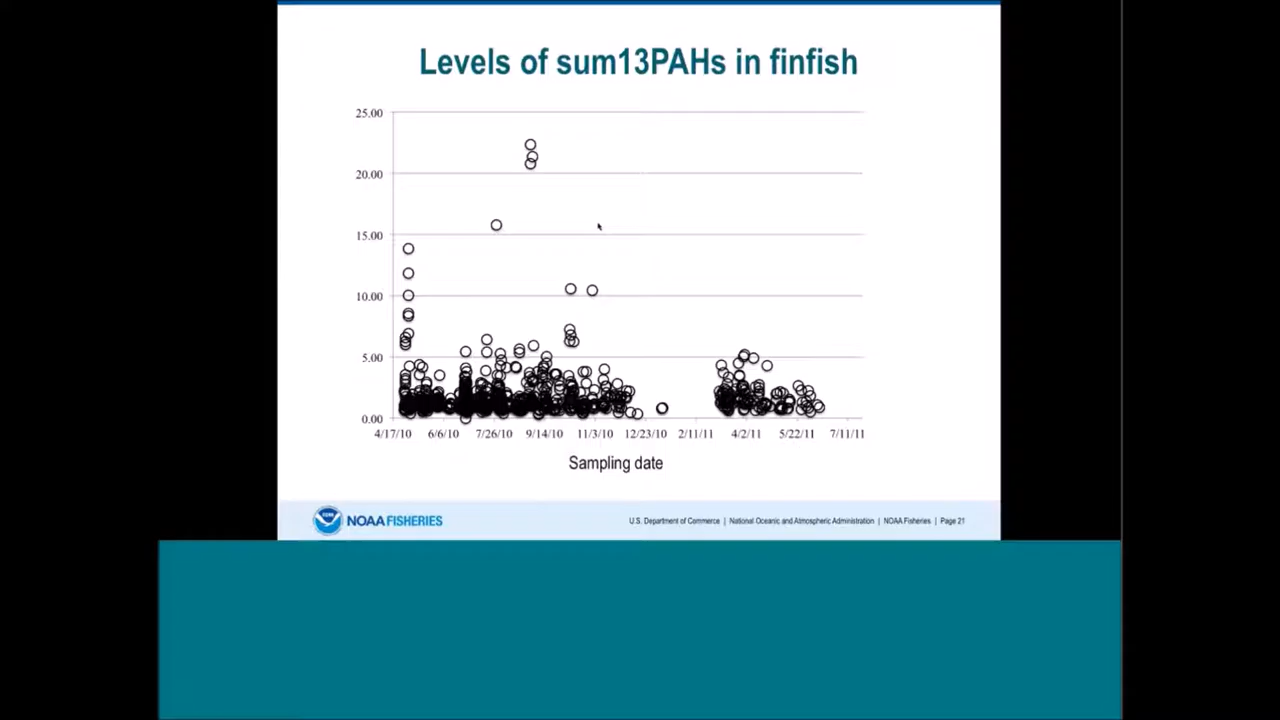 Levels of sum13PAHs in finfish
25.00
20.00
15.00
10.00
5.00
0.00
4/17/10 6/6/10 7/26/10 9/14/10 11/3/10 12/23/10 2/11/11 4/2/11 5/22/11 7/11/11
Sampling date
NOAA FISHERIES
U.S. Department of Commerce | National Oceanic and Atmospheric Administration | NOAA Fisheries | Page 21